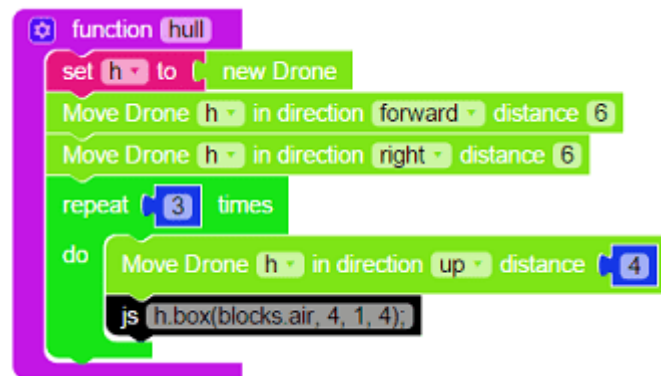 function hull
set h to new Drone
Move Drone h in direction forward distance 6
Move Drone h in direction right distance 6
repeat 3 times
do
Move Drone h in direction up distance 4
js h.box(blocks.air, 4, 1, 4);